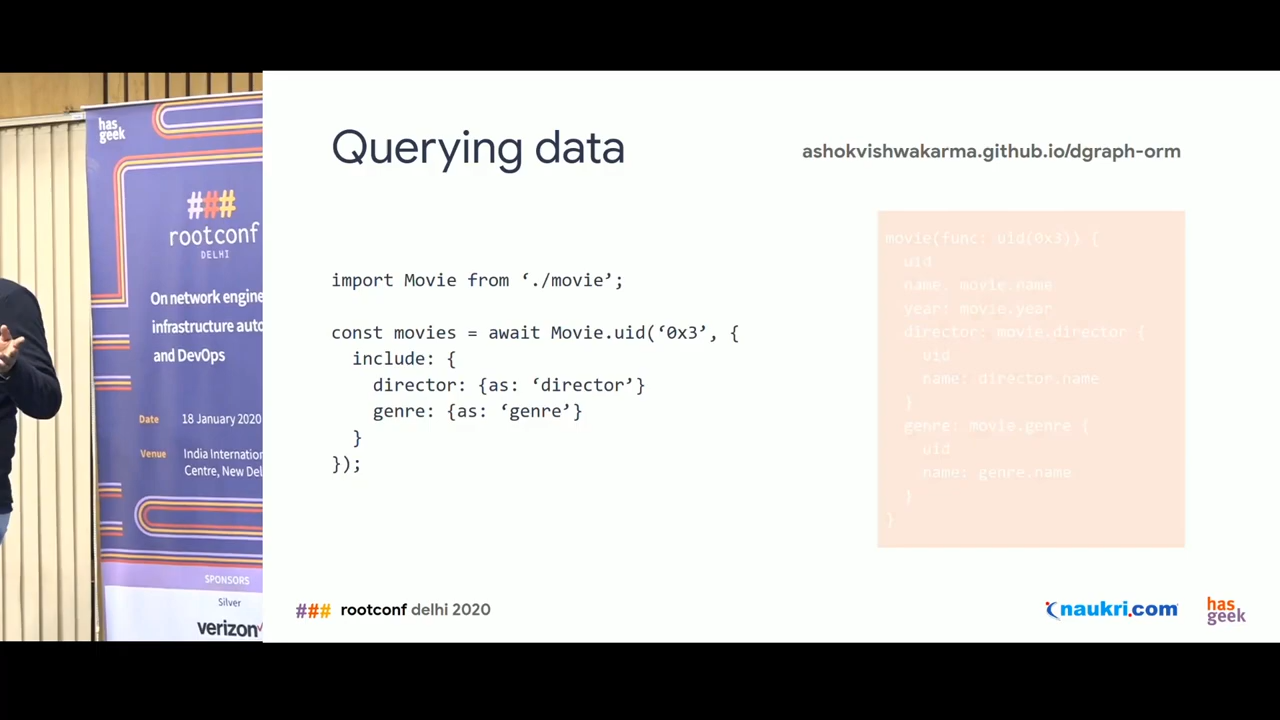 has
geek
###
rootconf
DELHI
On network engine
infrastructure auto
and DevOps
Date 18 January 2020
Venue India Internation
Centre, New Del
SPONSORS
Silver
verizon
Querying data
ashokvishwakarma.github.io/dgraph-orm
import Movie from ‘./movie’;
const movies = await Movie.uid(‘0x3’, {
include: {
director: {as: ‘director’}
genre: {as: ‘genre’}
}
});
movie(func: uid(0x3)) {
uid
name: movie.name
year: movie.year
director: movie.director {
uid
name: director.name
}
genre: movie.genre {
uid
name: genre.name
}
}
### rootconf delhi 2020
naukri.com
has
geek